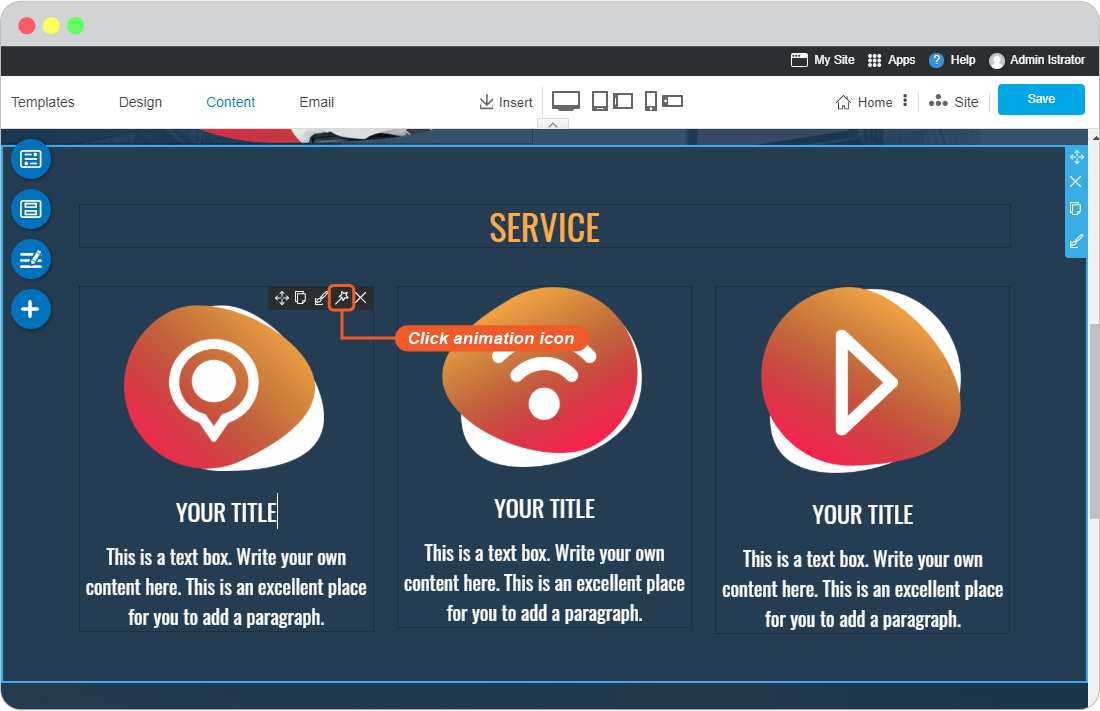 My Site Apps ? Help Admin Istrator
Templates Design Content Email Insert Home Site Save
SERVICE
Click animation icon
YOUR TITLE
This is a text box. Write your own
content here. This is an excellent place
for you to add a paragraph.
YOUR TITLE
This is a text box. Write your own
content here. This is an excellent place
for you to add a paragraph.
YOUR TITLE
This is a text box. Write your own
content here. This is an excellent place
for you to add a paragraph.